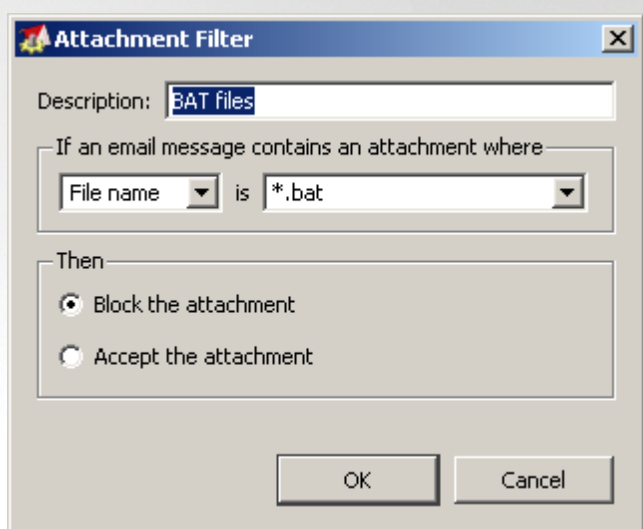 Attachment Filter
Description: BAT files
If an email message contains an attachment where
File name is *.bat
Then
Block the attachment
Accept the attachment
OK Cancel